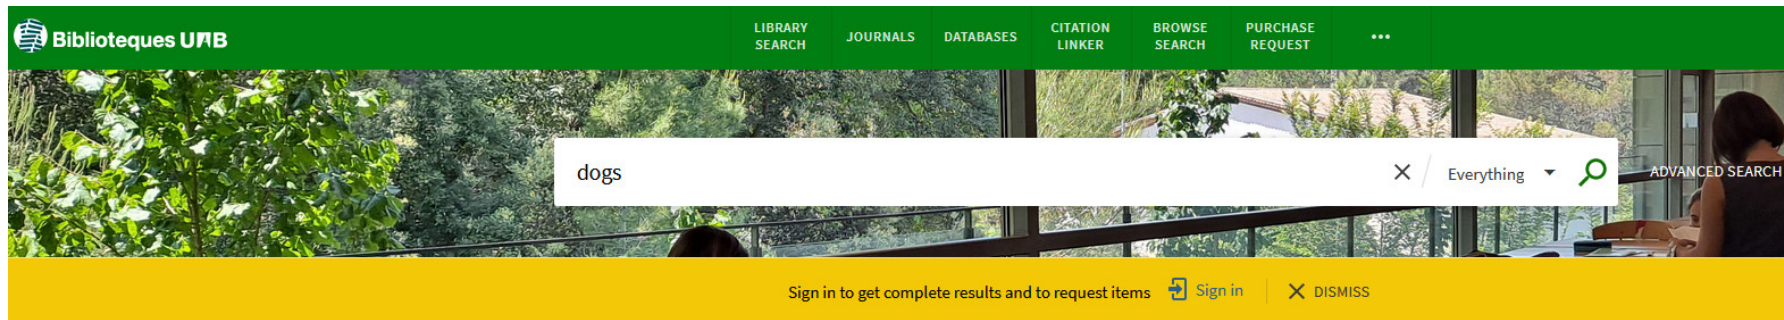 Biblioteques UAB
LIBRARY
SEARCH
JOURNALS
DATABASES
CITATION
LINKER
BROWSE
SEARCH
PURCHASE
REQUEST
dogs
Everything
ADVANCED SEARCH
Sign in to get complete results and to request items
Sign in
DISMISS